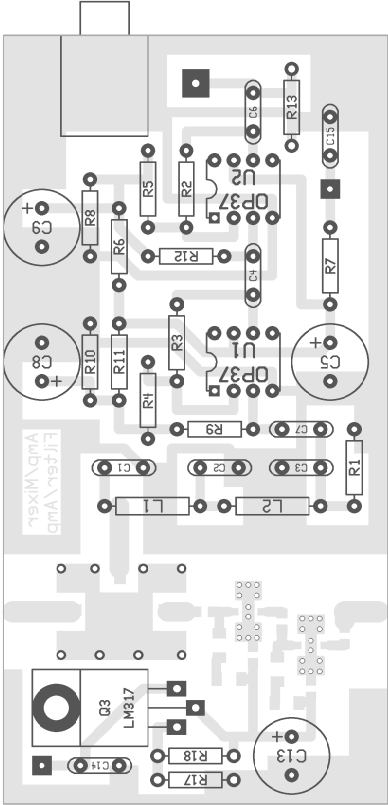 C6
R13
C15
U2
OP37
R5
R2
R8
+
C9
R6
R12
C4
R7
+
C5
R3
U1
OP37
C8
+
R10
R11
R4
R9
C7
C1
C2
C3
R1
Filter/Amp
Amp/Mixer
L1
L2
Q3
LM317
C14
R18
R17
+
C13